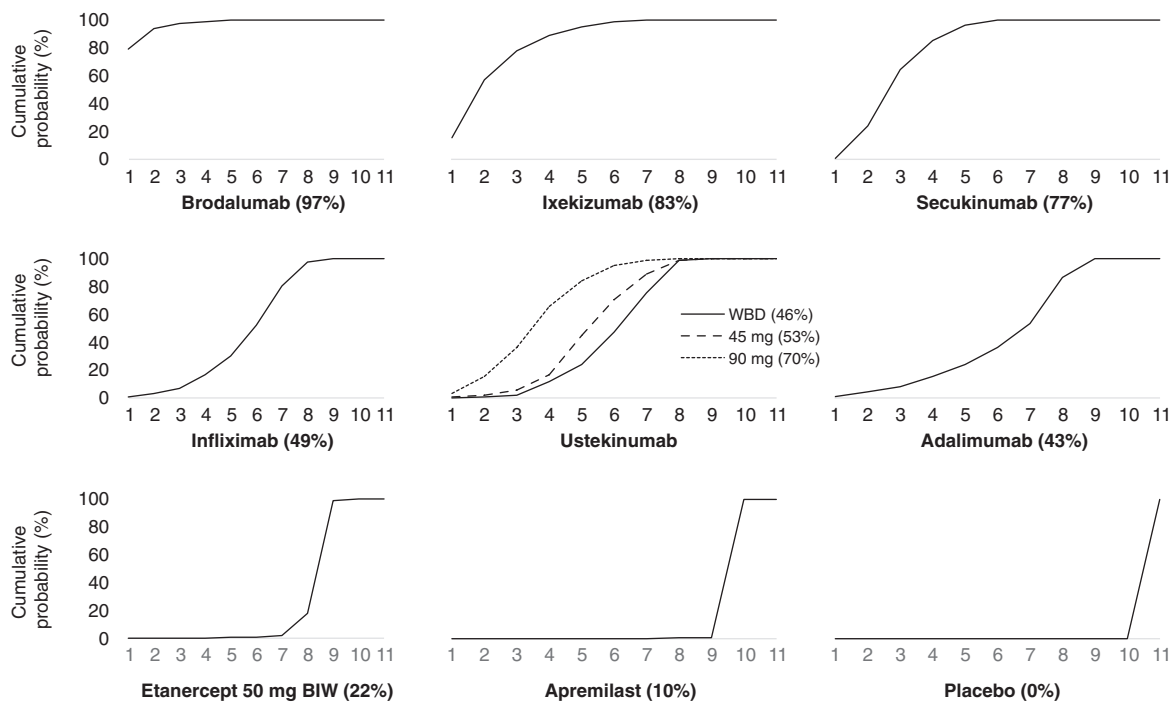 Cumulative
probability (%)
100
80
60
40
20
0
1 2 3 4 5 6 7 8 9 10 11
Brodalumab (97%)
1 2 3 4 5 6 7 8 9 10 11
Ixekizumab (83%)
1 2 3 4 5 6 7 8 9 10 11
Secukinumab (77%)
Cumulative
probability (%)
100
80
60
40
20
0
1 2 3 4 5 6 7 8 9 10 11
Infliximab (49%)
WBD (46%)
45 mg (53%)
90 mg (70%)
1 2 3 4 5 6 7 8 9 10 11
Ustekinumab
1 2 3 4 5 6 7 8 9 10 11
Adalimumab (43%)
Cumulative
probability (%)
100
80
60
40
20
0
1 2 3 4 5 6 7 8 9 10 11
Etanercept 50 mg BIW (22%)
1 2 3 4 5 6 7 8 9 10 11
Apremilast (10%)
1 2 3 4 5 6 7 8 9 10 11
Placebo (0%)